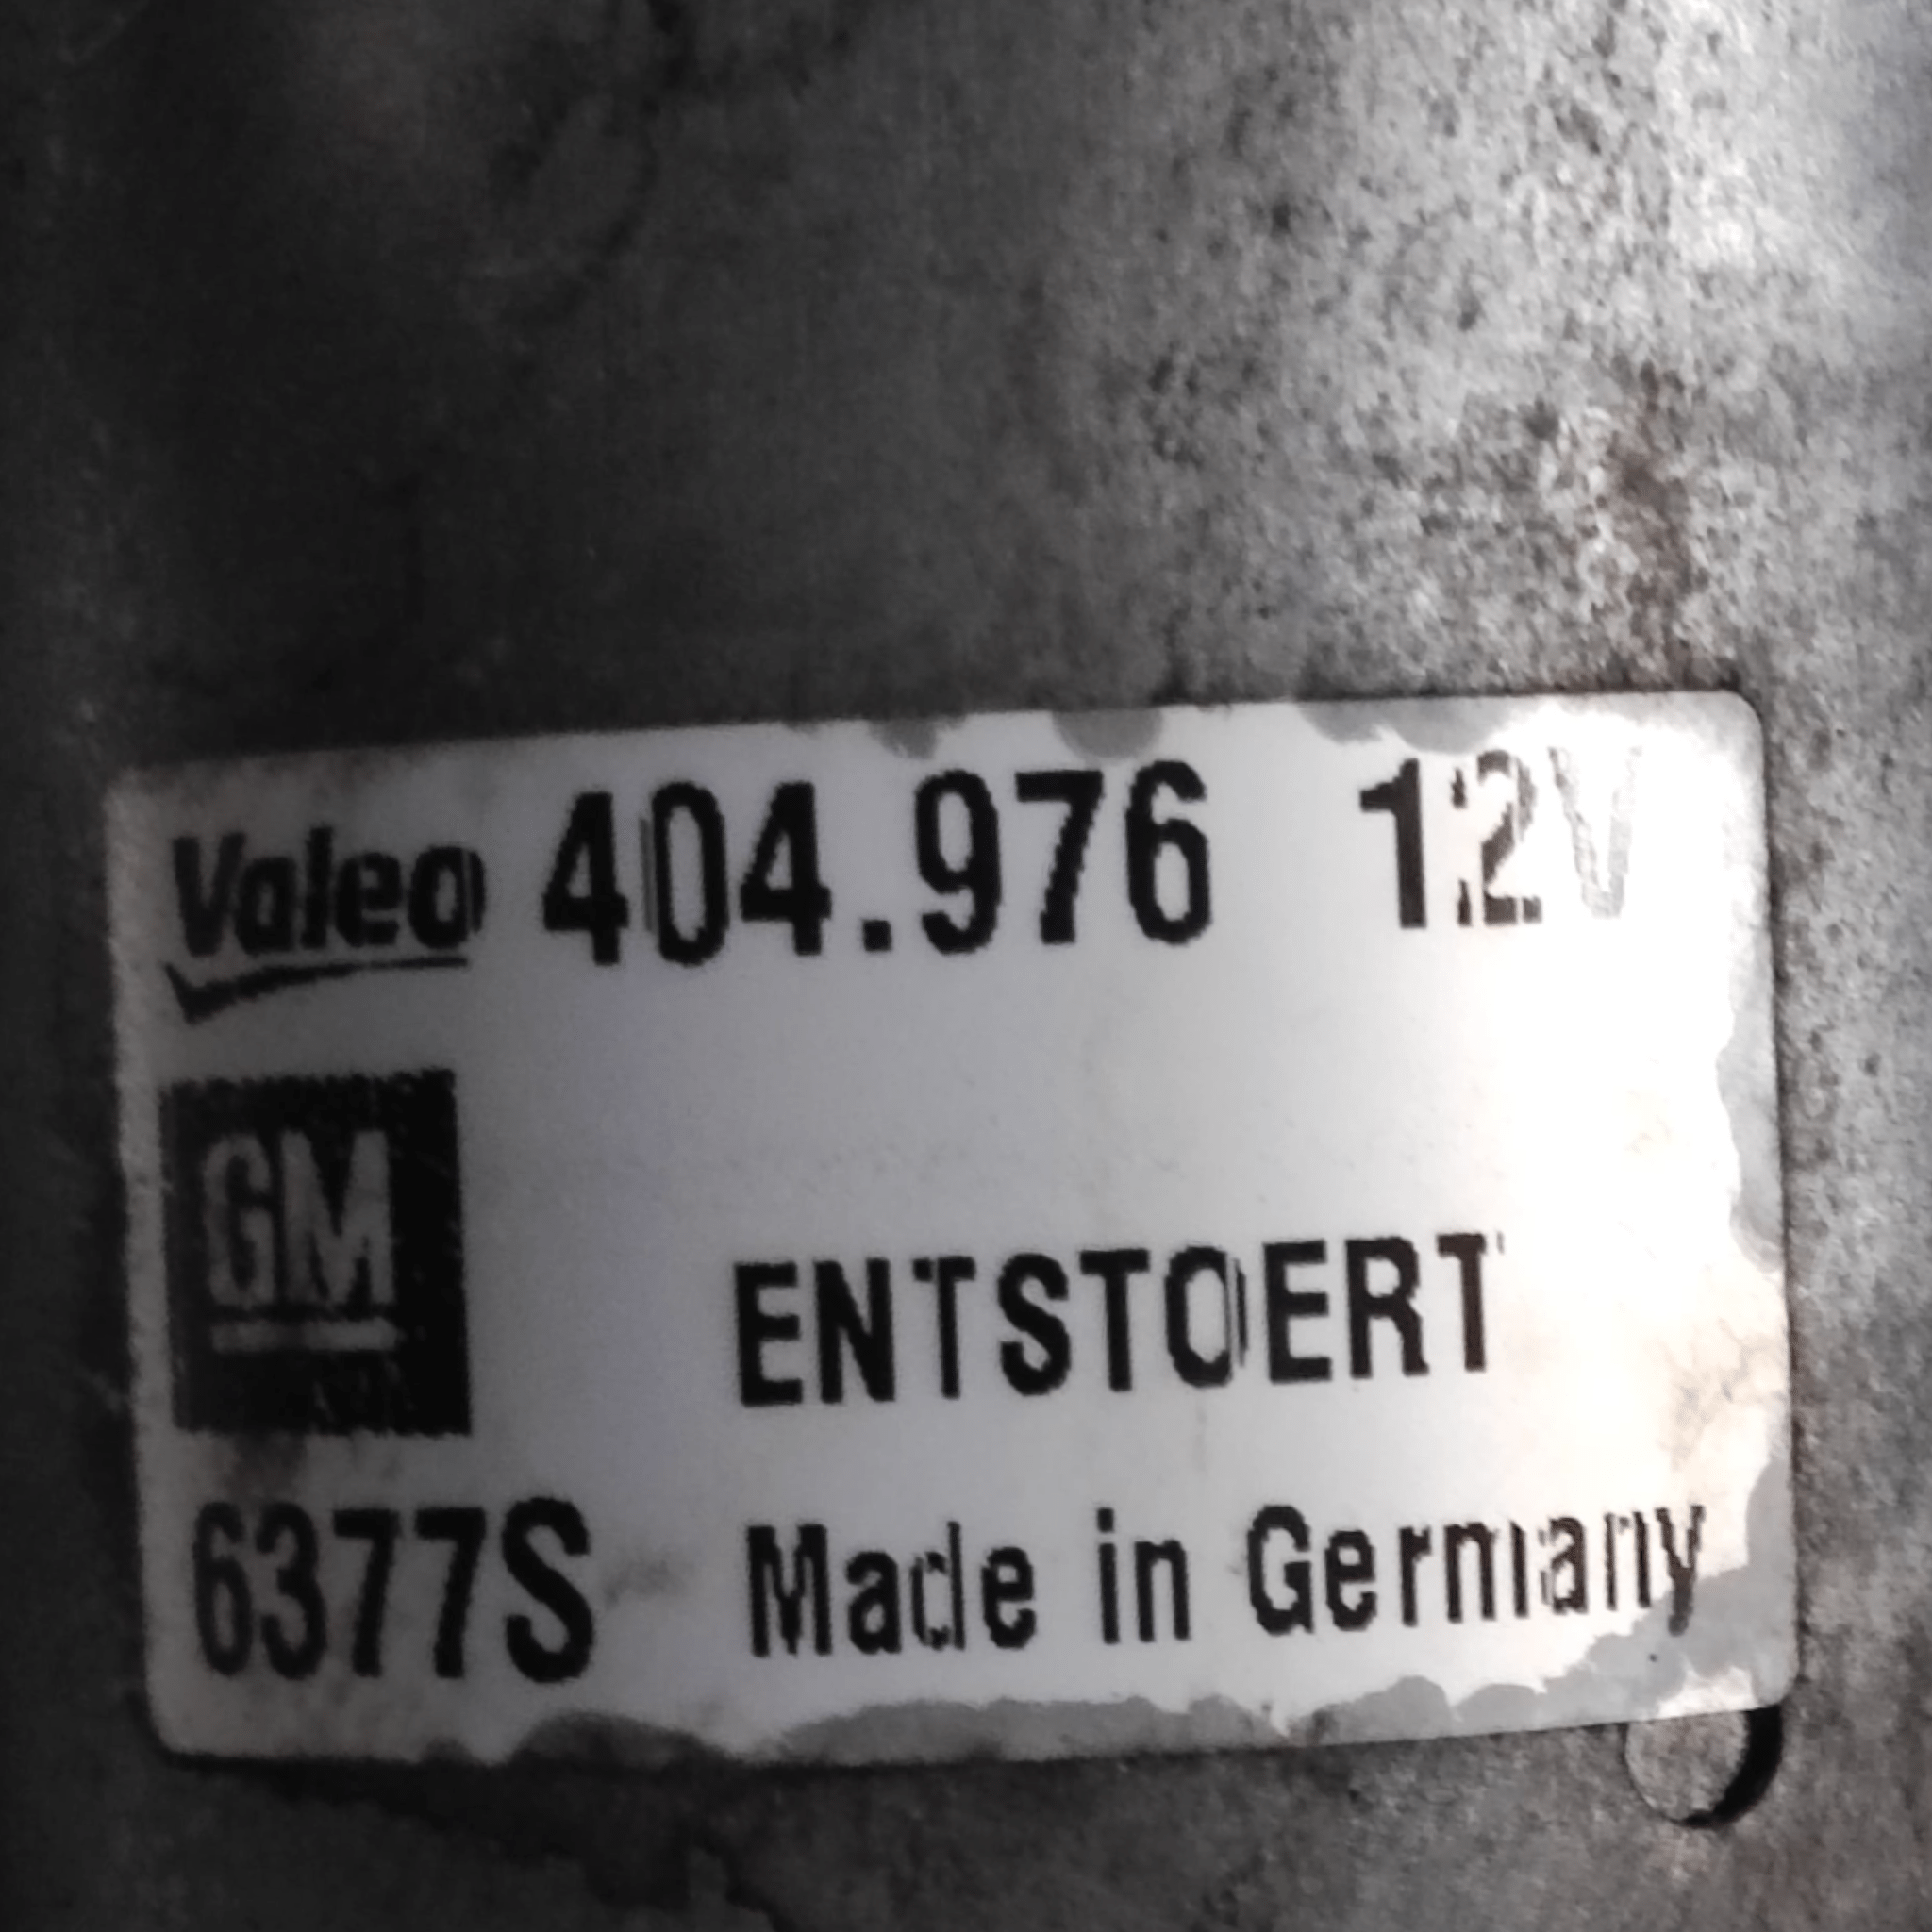 Valeo 404.976 12V
GM
ENTSTOERT
6377S Made in Germany